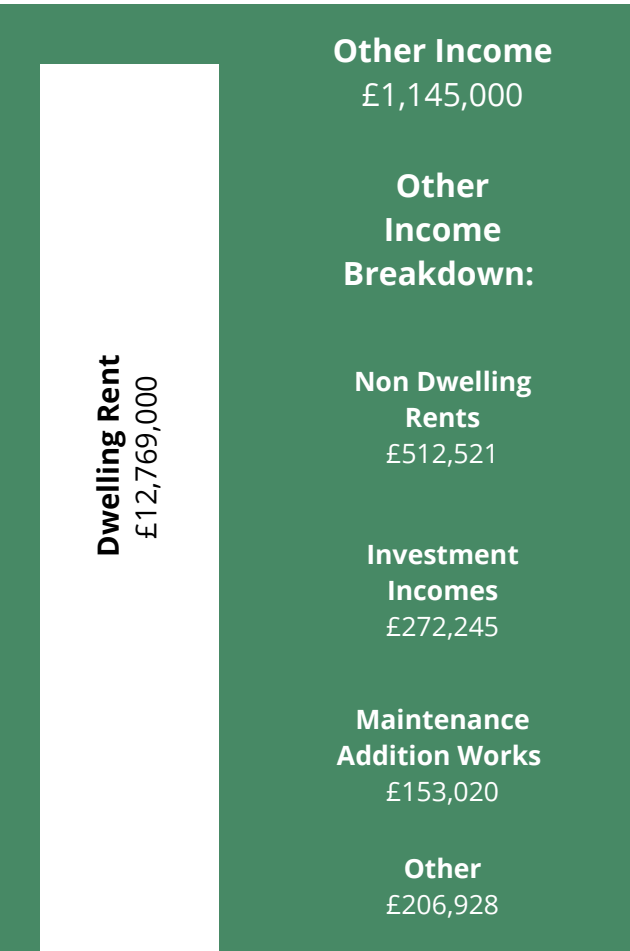 Dwelling Rent
£12,769,000
Other Income
£1,145,000
Other
Income
Breakdown:
Non Dwelling
Rents
£512,521
Investment
Incomes
£272,245
Maintenance
Addition Works
£153,020
Other
£206,928